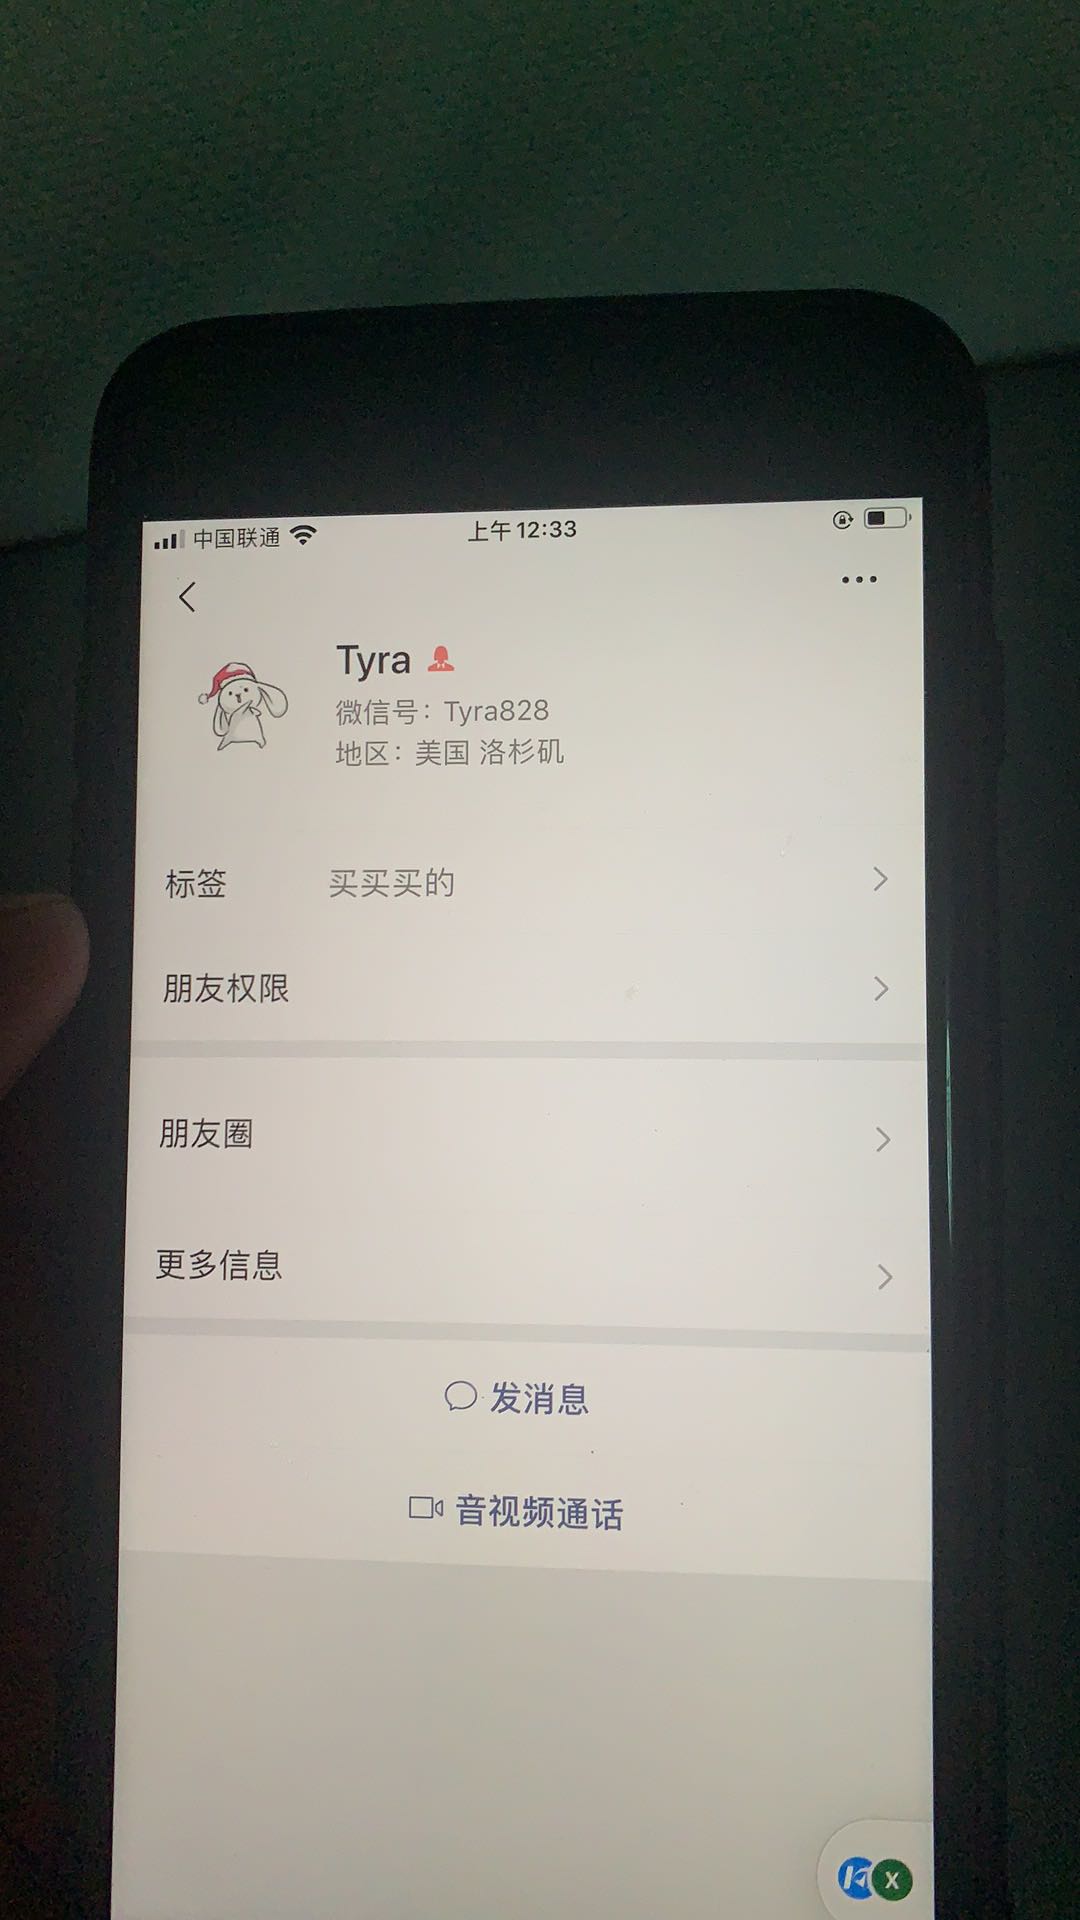 中国联通 上午12:33
Tyra
微信号：Tyra828
地区：美国 洛杉矶
标签 买买买的
朋友权限
朋友圈
更多信息
发消息
音视频通话
X